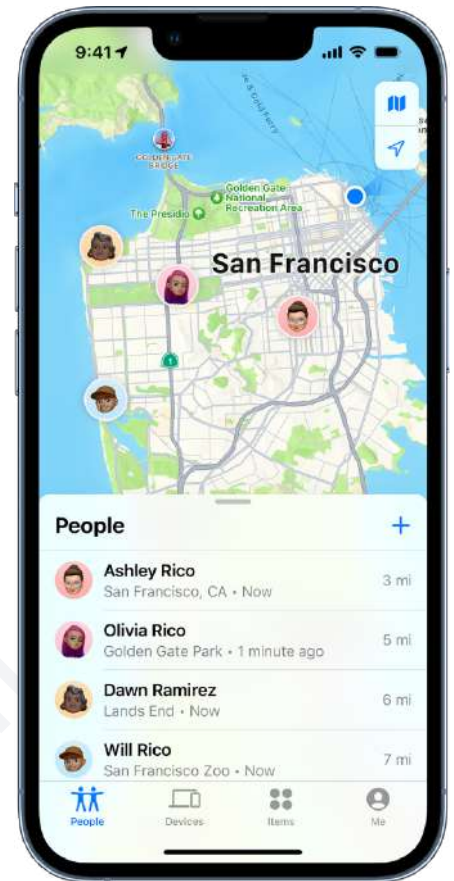 9:41
GOLDEN GATE
BRIDGE
Golden Gate
National
Recreation Area
The Presidio
San Francisco
1
People
+
Ashley Rico
San Francisco, CA • Now
3 mi
Olivia Rico
Golden Gate Park • 1 minute ago
5 mi
Dawn Ramirez
Lands End • Now
6 mi
Will Rico
San Francisco Zoo • Now
7 mi
People
Devices
Items
Me